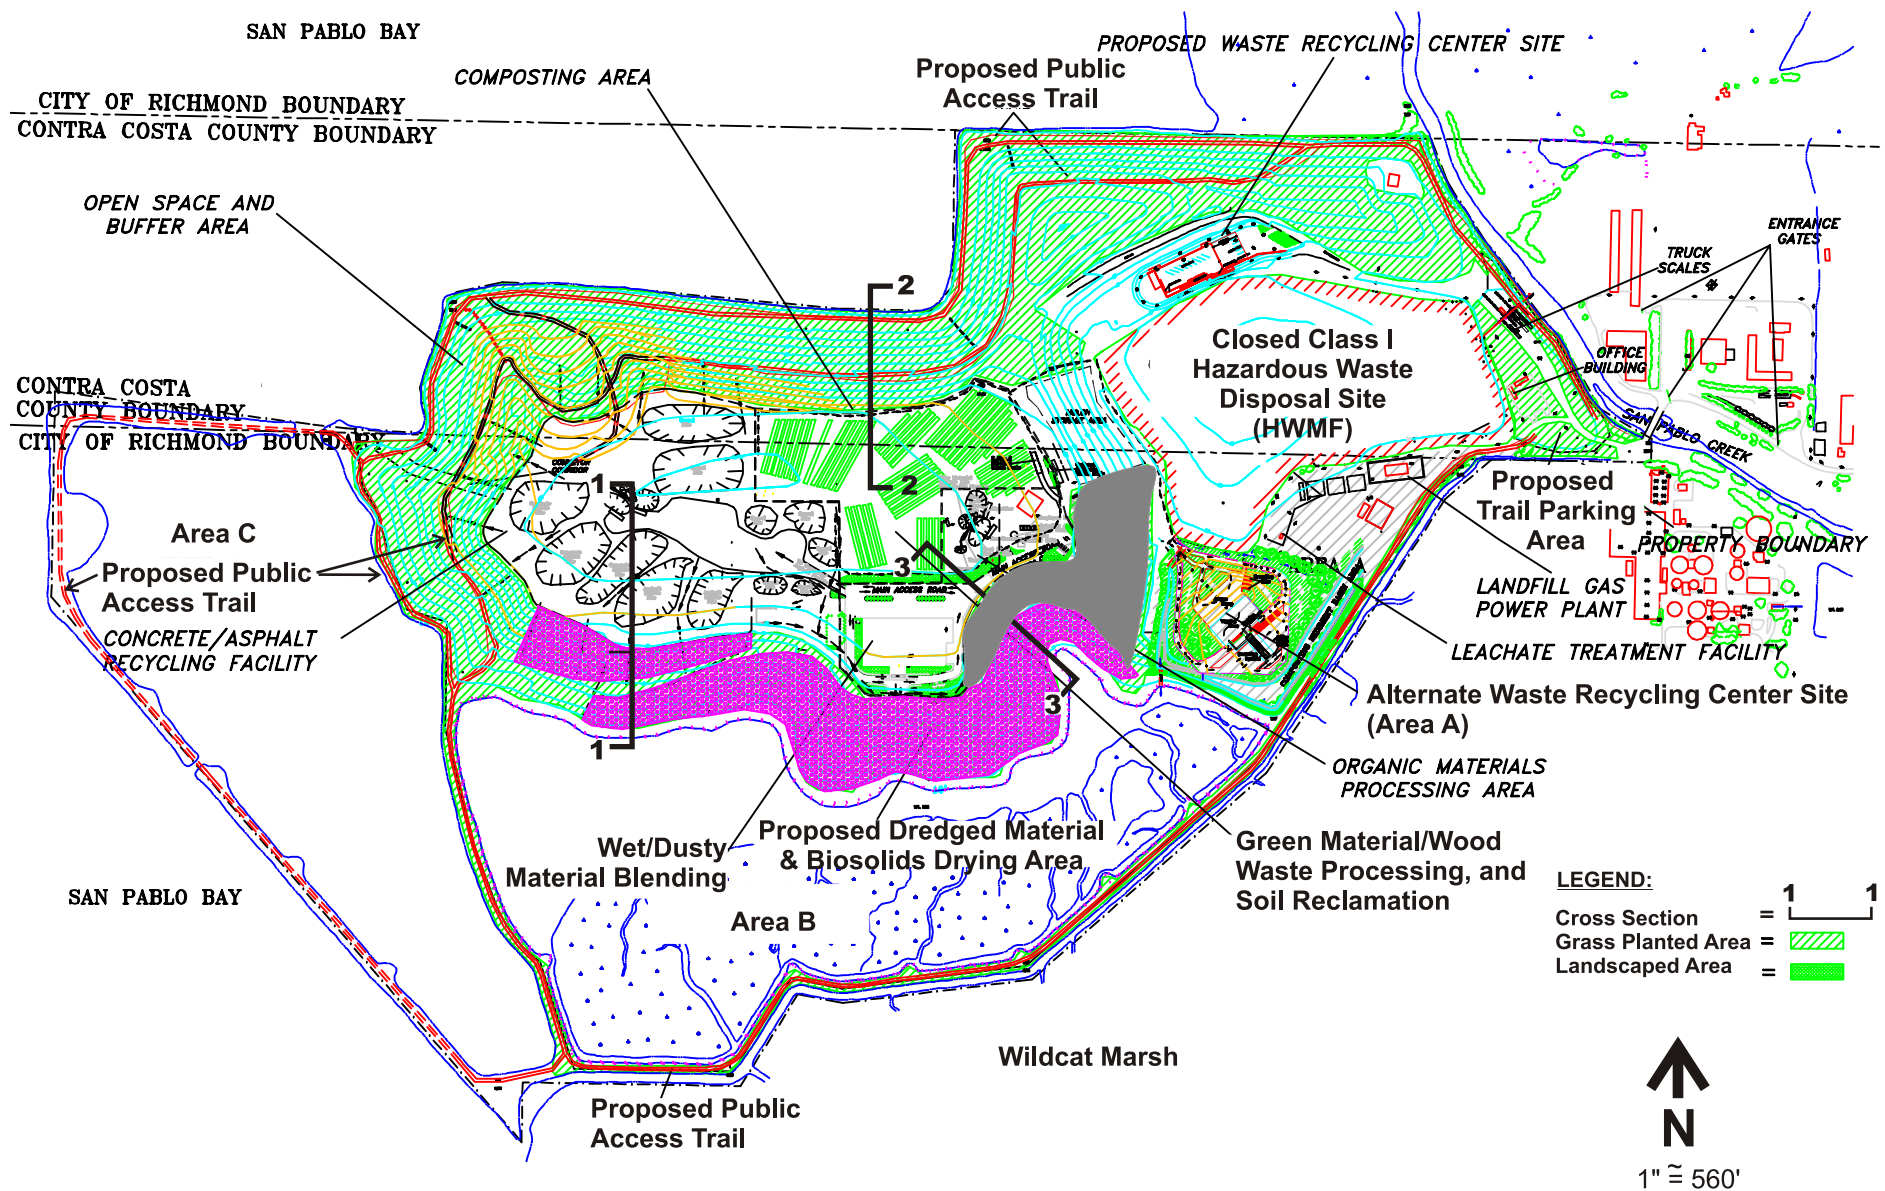 SAN PABLO BAY
PROPOSED WASTE RECYCLING CENTER SITE
COMPOSTING AREA
Proposed Public
Access Trail
CITY OF RICHMOND BOUNDARY
CONTRA COSTA COUNTY BOUNDARY
OPEN SPACE AND
BUFFER AREA
ENTRANCE
GATES
TRUCK
SCALES
2
Closed Class I
Hazardous Waste
Disposal Site
(HWMF)
OFFICE
BUILDING
CONTRA COSTA
COUNTY BOUNDARY
CITY OF RICHMOND BOUNDARY
SAN PABLO CREEK
CONVEYOR
CORRIDOR
1
2
Proposed
Trail Parking
Area
PROPERTY BOUNDARY
Area C
Proposed Public
Access Trail
3
MAIN ACCESS ROAD
AREA A
LANDFILL GAS
POWER PLANT
CONCRETE/ASPHALT
RECYCLING FACILITY
LEACHATE TREATMENT FACILITY
3
Alternate Waste Recycling Center Site
(Area A)
1
ORGANIC MATERIALS
PROCESSING AREA
Wet/Dusty
Material Blending
Proposed Dredged Material
& Biosolids Drying Area
Green Material/Wood
Waste Processing, and
Soil Reclamation
SAN PABLO BAY
Area B
LEGEND:
1 1
Cross Section =
Grass Planted Area =
Landscaped Area =
Wildcat Marsh
Proposed Public
Access Trail
N
1" ≅ 560'